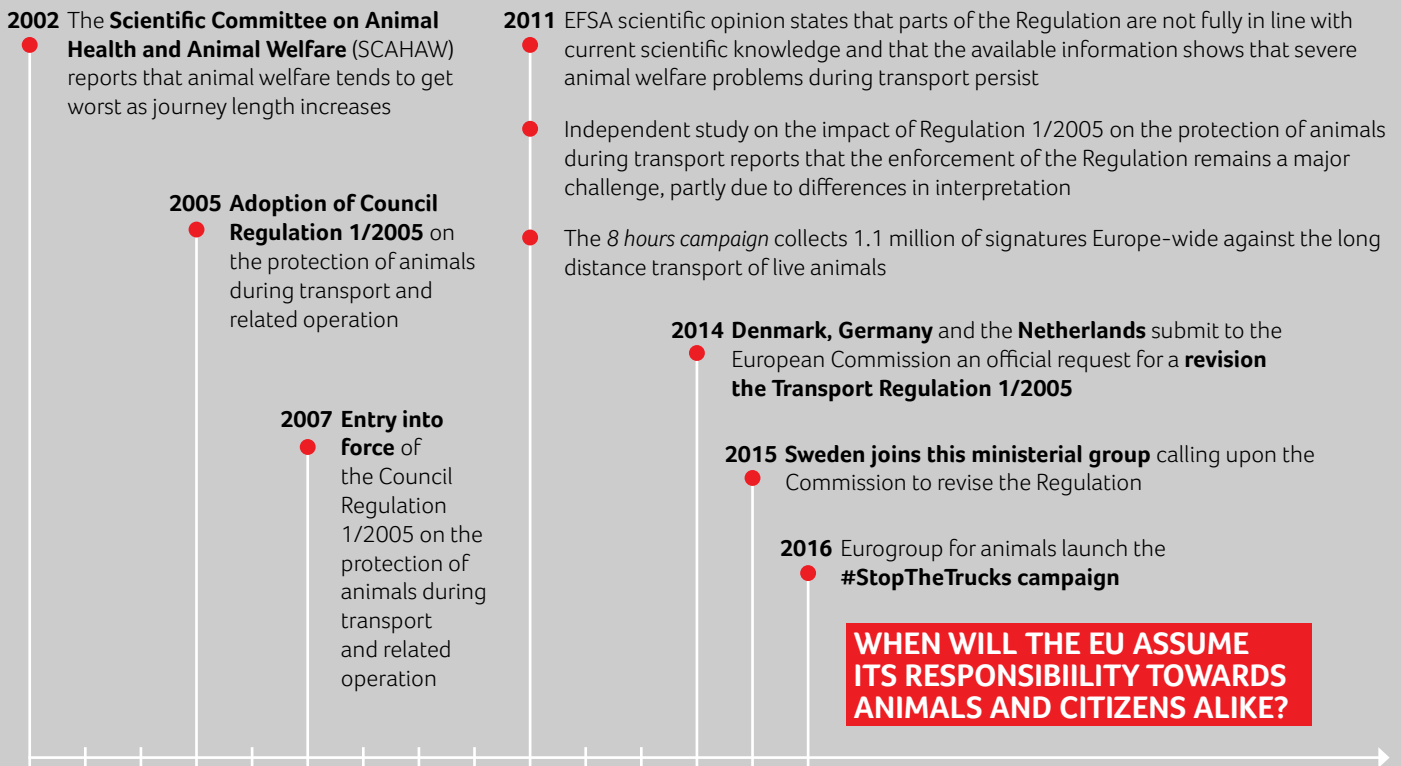 2002 The Scientific Committee on Animal
Health and Animal Welfare (SCAHAW)
reports that animal welfare tends to get
worst as journey length increases
2005 Adoption of Council
Regulation 1/2005 on
the protection of animals
during transport and
related operation
2007 Entry into
force of
the Council
Regulation
1/2005 on the
protection of
animals during
transport
and related
operation
2011 EFSA scientific opinion states that parts of the Regulation are not fully in line with
current scientific knowledge and that the available information shows that severe
animal welfare problems during transport persist
Independent study on the impact of Regulation 1/2005 on the protection of animals
during transport reports that the enforcement of the Regulation remains a major
challenge, partly due to differences in interpretation
The 8 hours campaign collects 1.1 million of signatures Europe-wide against the long
distance transport of live animals
2014 Denmark, Germany and the Netherlands submit to the
European Commission an official request for a revision
the Transport Regulation 1/2005
2015 Sweden joins this ministerial group calling upon the
Commission to revise the Regulation
2016 Eurogroup for animals launch the
#StopTheTrucks campaign
WHEN WILL THE EU ASSUME
ITS RESPONSIBIILITY TOWARDS
ANIMALS AND CITIZENS ALIKE?